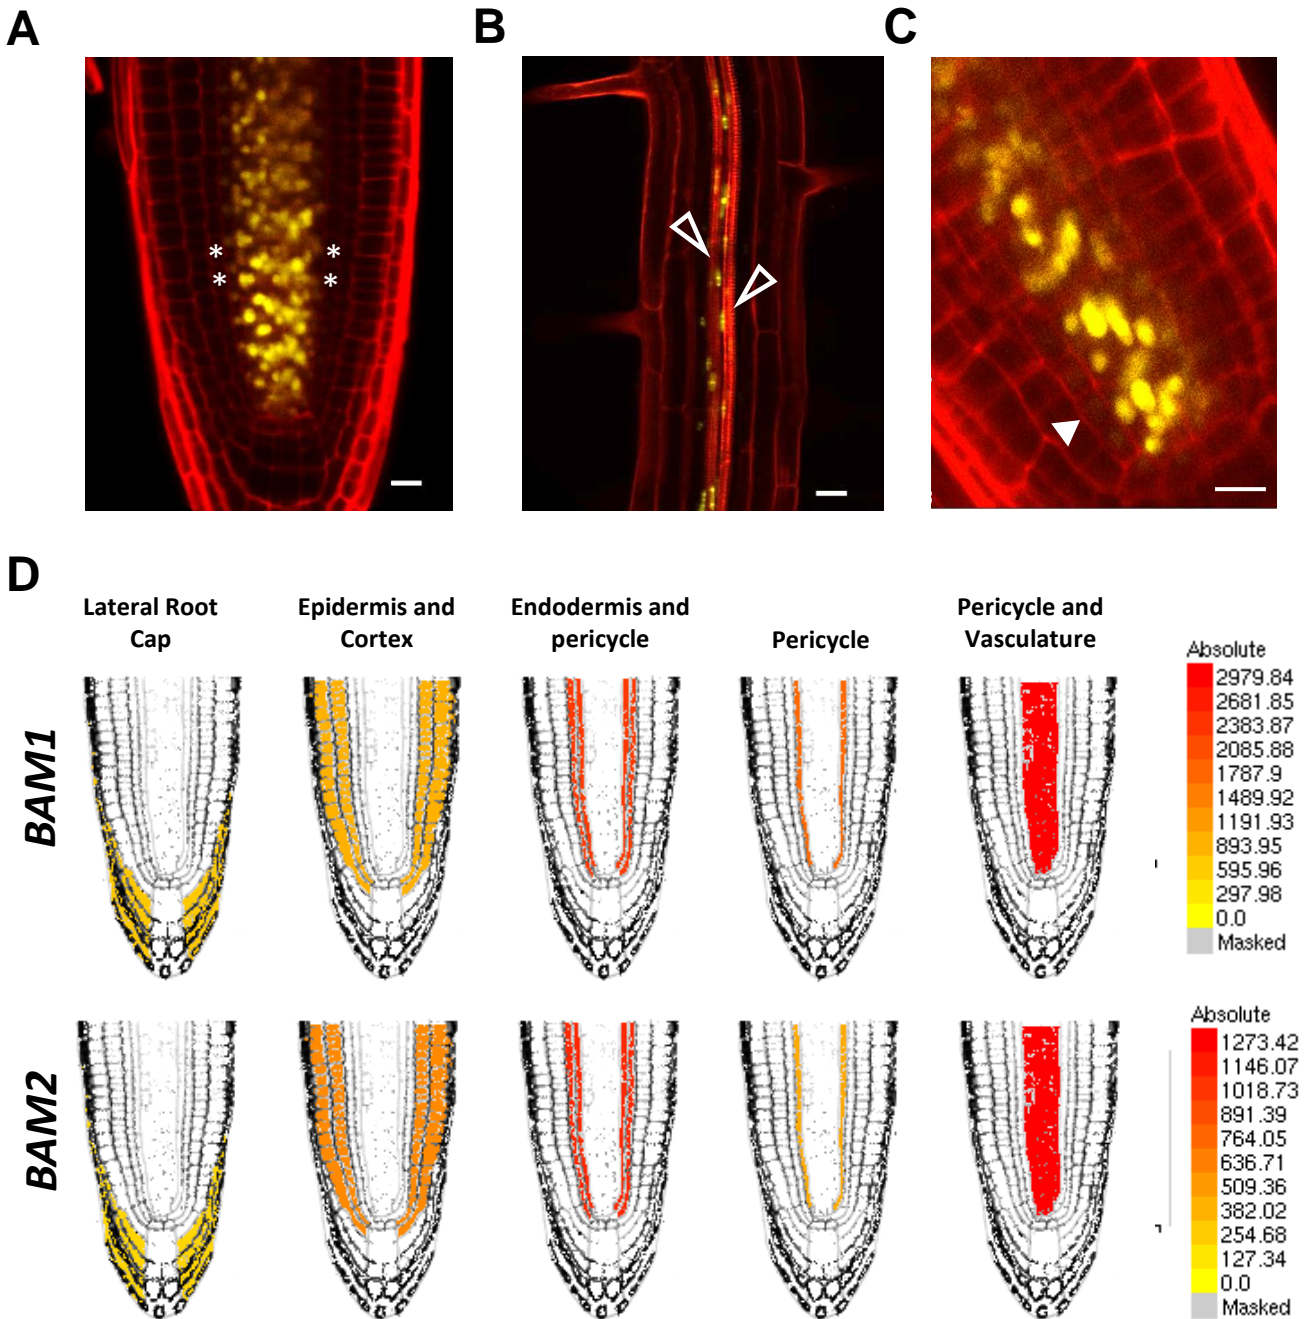 A
B
C
*
*
*
*
D
Lateral Root
Cap
Epidermis and
Cortex
Endodermis and
pericycle
Pericycle
Pericycle and
Vasculature
BAM1
Absolute
2979.84
2681.85
2383.87
2085.88
1787.9
1489.92
1191.93
893.95
595.96
297.98
0.0
Masked
BAM2
Absolute
1273.42
1146.07
1018.73
891.39
764.05
636.71
509.36
382.02
254.68
127.34
0.0
Masked